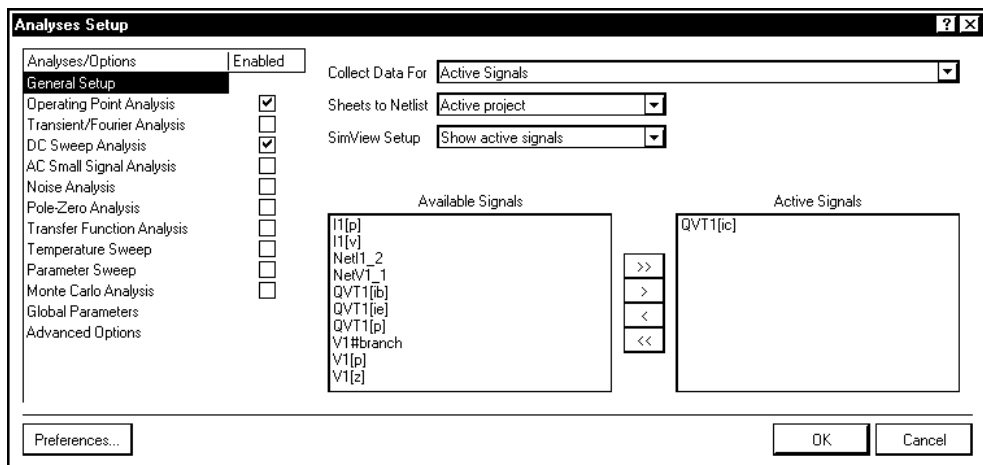 Analyses Setup
? X
Analyses/Options Enabled
General Setup
Operating Point Analysis
Transient/Fourier Analysis
DC Sweep Analysis
AC Small Signal Analysis
Noise Analysis
Pole-Zero Analysis
Transfer Function Analysis
Temperature Sweep
Parameter Sweep
Monte Carlo Analysis
Global Parameters
Advanced Options
Collect Data For Active Signals
Sheets to Netlist Active project
SimView Setup Show active signals
Available Signals
I1[p]
I1[v]
NetI1_2
NetV1_1
QVT1[ib]
QVT1[ie]
QVT1[p]
V1#branch
V1[p]
V1[z]
>>
>
<
<<
Active Signals
QVT1[ic]
Preferences...
OK
Cancel